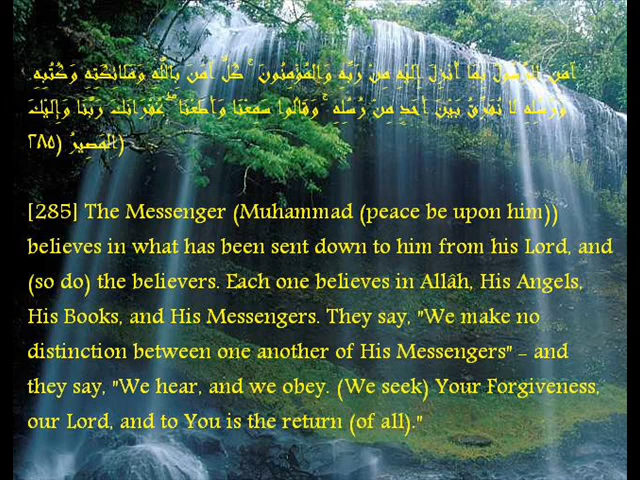 آمَنَ الرَّسُولُ بِمَا أُنْزِلَ إِلَيْهِ مِنْ رَبِّهِ وَالْمُؤْمِنُونَ ۚ كُلٌّ آمَنَ بِاللَّهِ وَمَلَائِكَتِهِ وَكُتُبِهِ
وَرُسُلِهِ لَا نُفَرِّقُ بَيْنَ أَحَدٍ مِنْ رُسُلِهِ ۚ وَقَالُوا سَمِعْنَا وَأَطَعْنَا ۖ غُفْرَانَكَ رَبَّنَا وَإِلَيْكَ
الْمَصِيرُ (٢٨٥)
[285] The Messenger (Muhammad (peace be upon him))
believes in what has been sent down to him from his Lord, and
(so do) the believers. Each one believes in Allâh, His Angels,
His Books, and His Messengers. They say, "We make no
distinction between one another of His Messengers" - and
they say, "We hear, and we obey. (We seek) Your Forgiveness,
our Lord, and to You is the return (of all)."